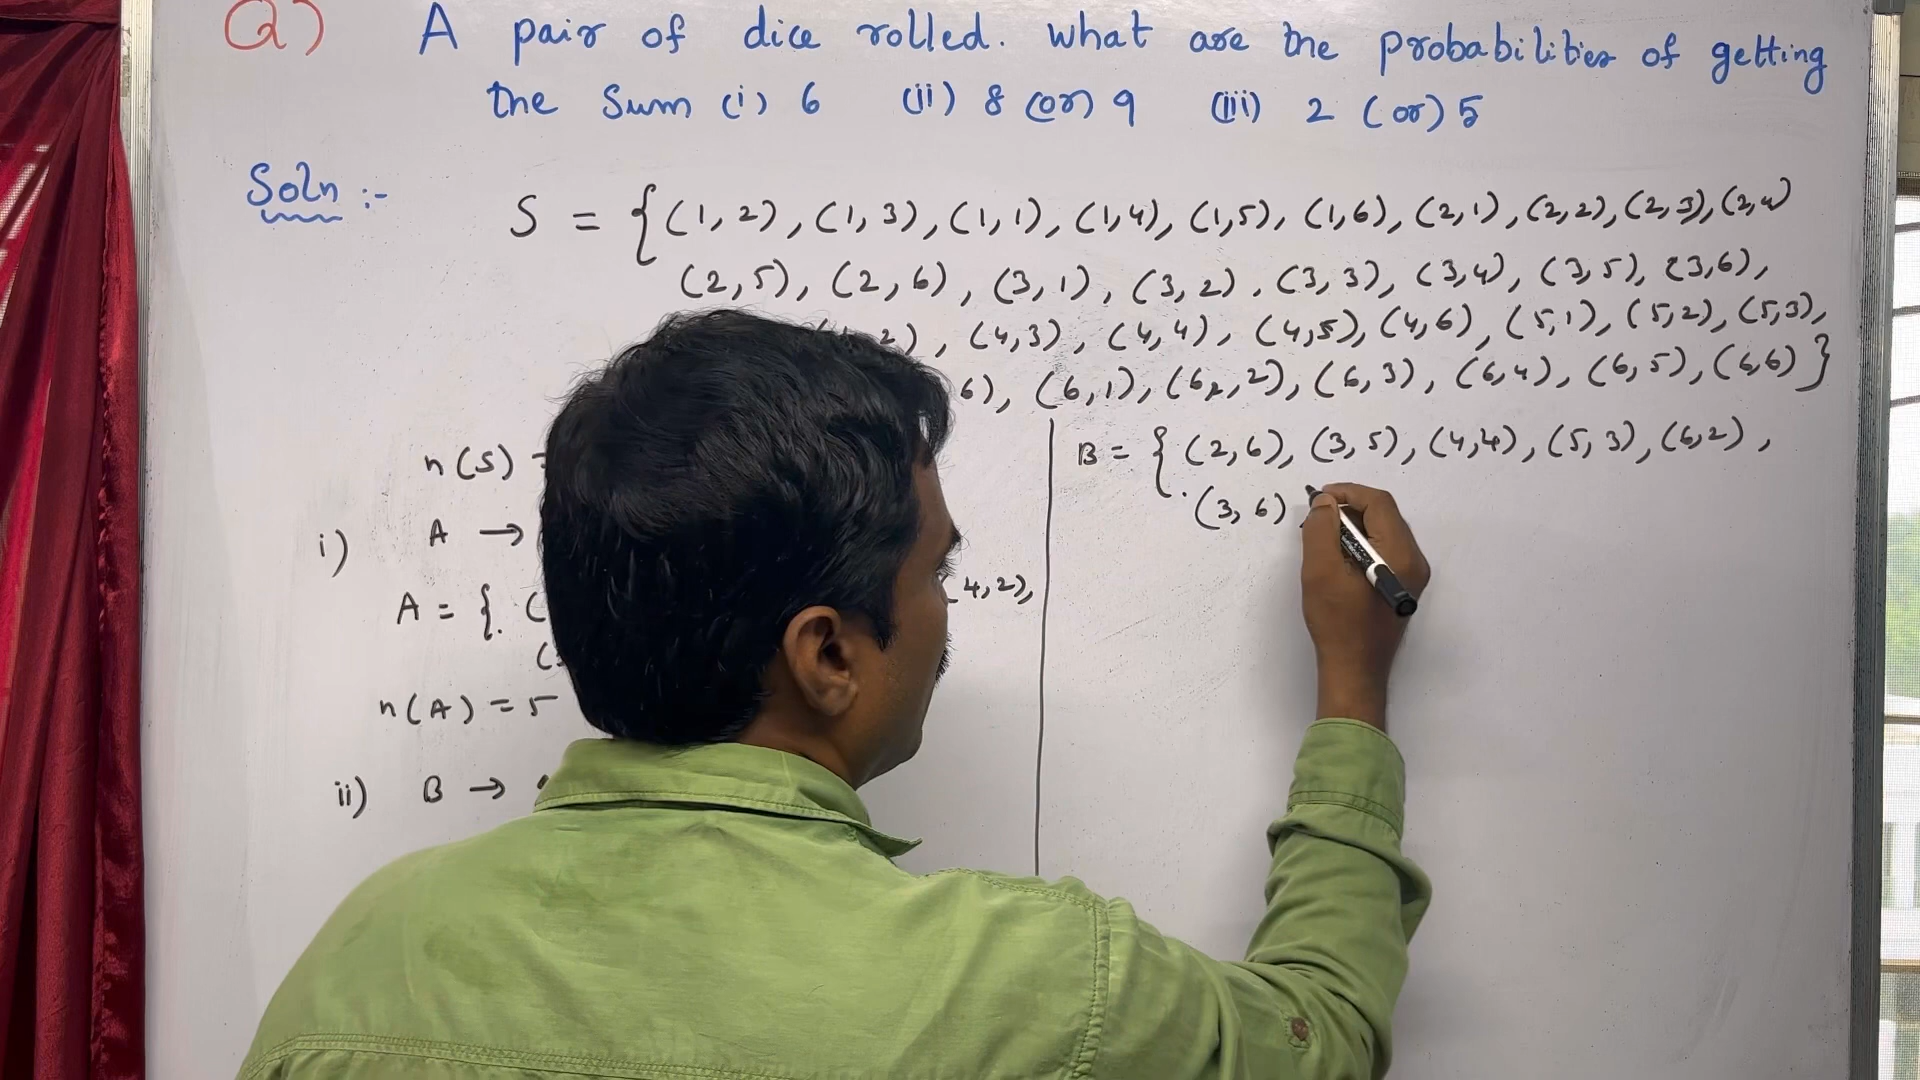 Q) A pair of dice rolled. What are the probabilities of getting
the Sum (i) 6 (ii) 8 (or) 9 (iii) 2 (or) 5
Soln :-
S = {(1, 2), (1, 3), (1, 1), (1, 4), (1, 5), (1, 6), (2, 1), (2, 2), (2, 3), (2, 4)
(2, 5), (2, 6), (3, 1), (3, 2), (3, 3), (3, 4), (3, 5), (3, 6),
2), (4, 3), (4, 4), (4, 5), (4, 6), (5, 1), (5, 2), (5, 3),
6), (6, 1), (6, 2), (6, 3), (6, 4), (6, 5), (6, 6)}
n(S) =
i) A →
A = {. ( 4, 2),
(
n(A) = 5
ii) B →
B = {(2, 6), (3, 5), (4, 4), (5, 3), (6, 2),
(3, 6)